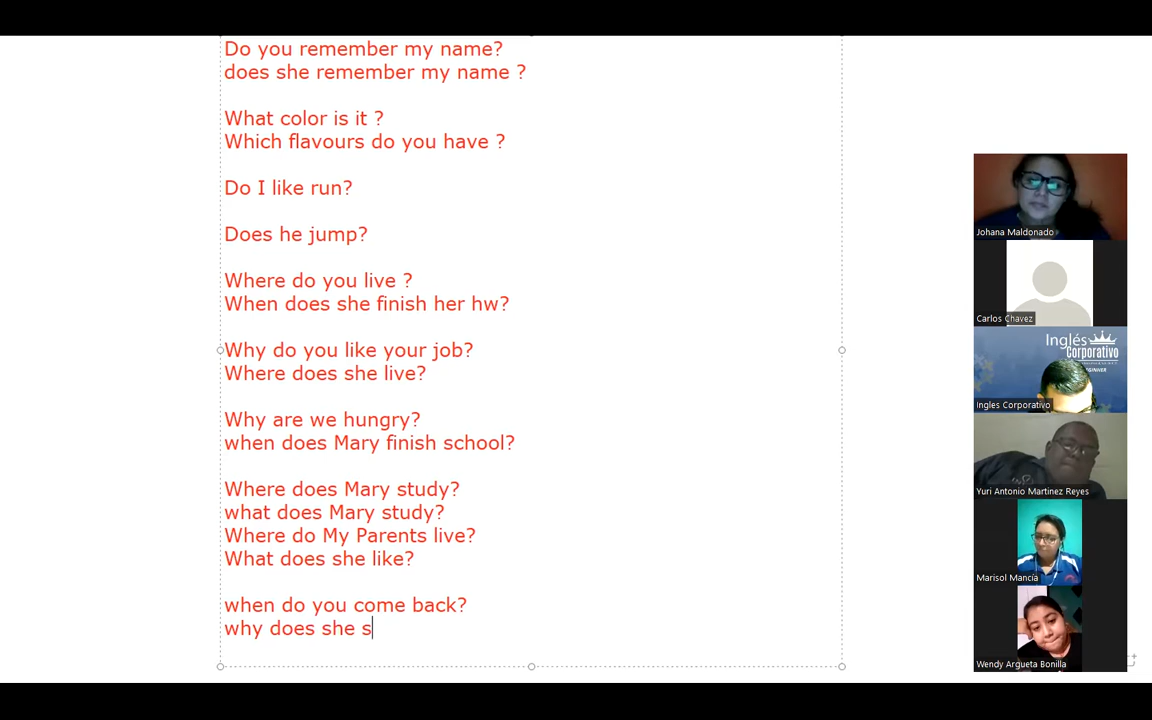 Do you remember my name?
does she remember my name ?
What color is it ?
Which flavours do you have ?
Do I like run?
Does he jump?
Where do you live ?
When does she finish her hw?
Why do you like your job?
Where does she live?
Why are we hungry?
when does Mary finish school?
Where does Mary study?
what does Mary study?
Where do My Parents live?
What does she like?
when do you come back?
why does she s
Johana Maldonado
Carlos Chavez
Inglés
Corporativo
Ingles Corporativo
Yuri Antonio Martinez Reyes
Marisol Mancía
Wendy Argueta Bonilla